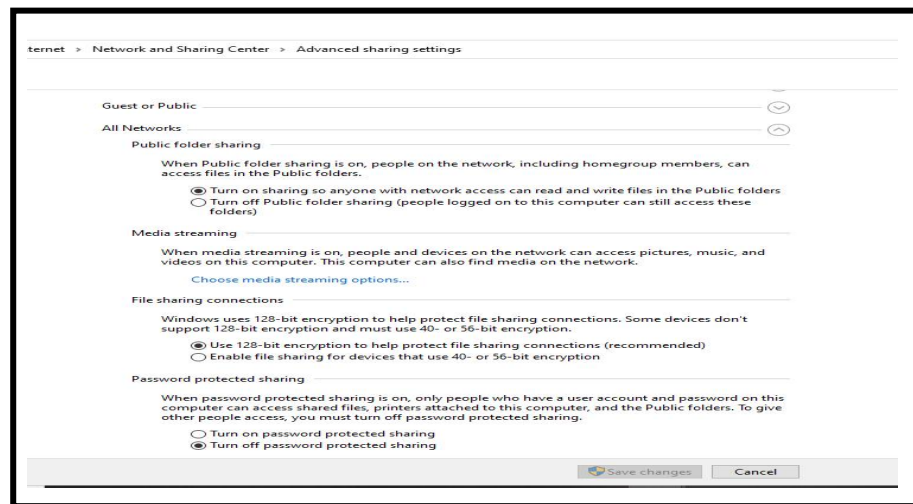 ternet > Network and Sharing Center > Advanced sharing settings
Guest or Public
All Networks
Public folder sharing
When Public folder sharing is on, people on the network, including homegroup members, can
access files in the Public folders.
Turn on sharing so anyone with network access can read and write files in the Public folders
Turn off Public folder sharing (people logged on to this computer can still access these
folders)
Media streaming
When media streaming is on, people and devices on the network can access pictures, music, and
videos on this computer. This computer can also find media on the network.
Choose media streaming options...
File sharing connections
Windows uses 128-bit encryption to help protect file sharing connections. Some devices don't
support 128-bit encryption and must use 40- or 56-bit encryption.
Use 128-bit encryption to help protect file sharing connections (recommended)
Enable file sharing for devices that use 40- or 56-bit encryption
Password protected sharing
When password protected sharing is on, only people who have a user account and password on this
computer can access shared files, printers attached to this computer, and the Public folders. To give
other people access, you must turn off password protected sharing.
Turn on password protected sharing
Turn off password protected sharing
Save changes Cancel